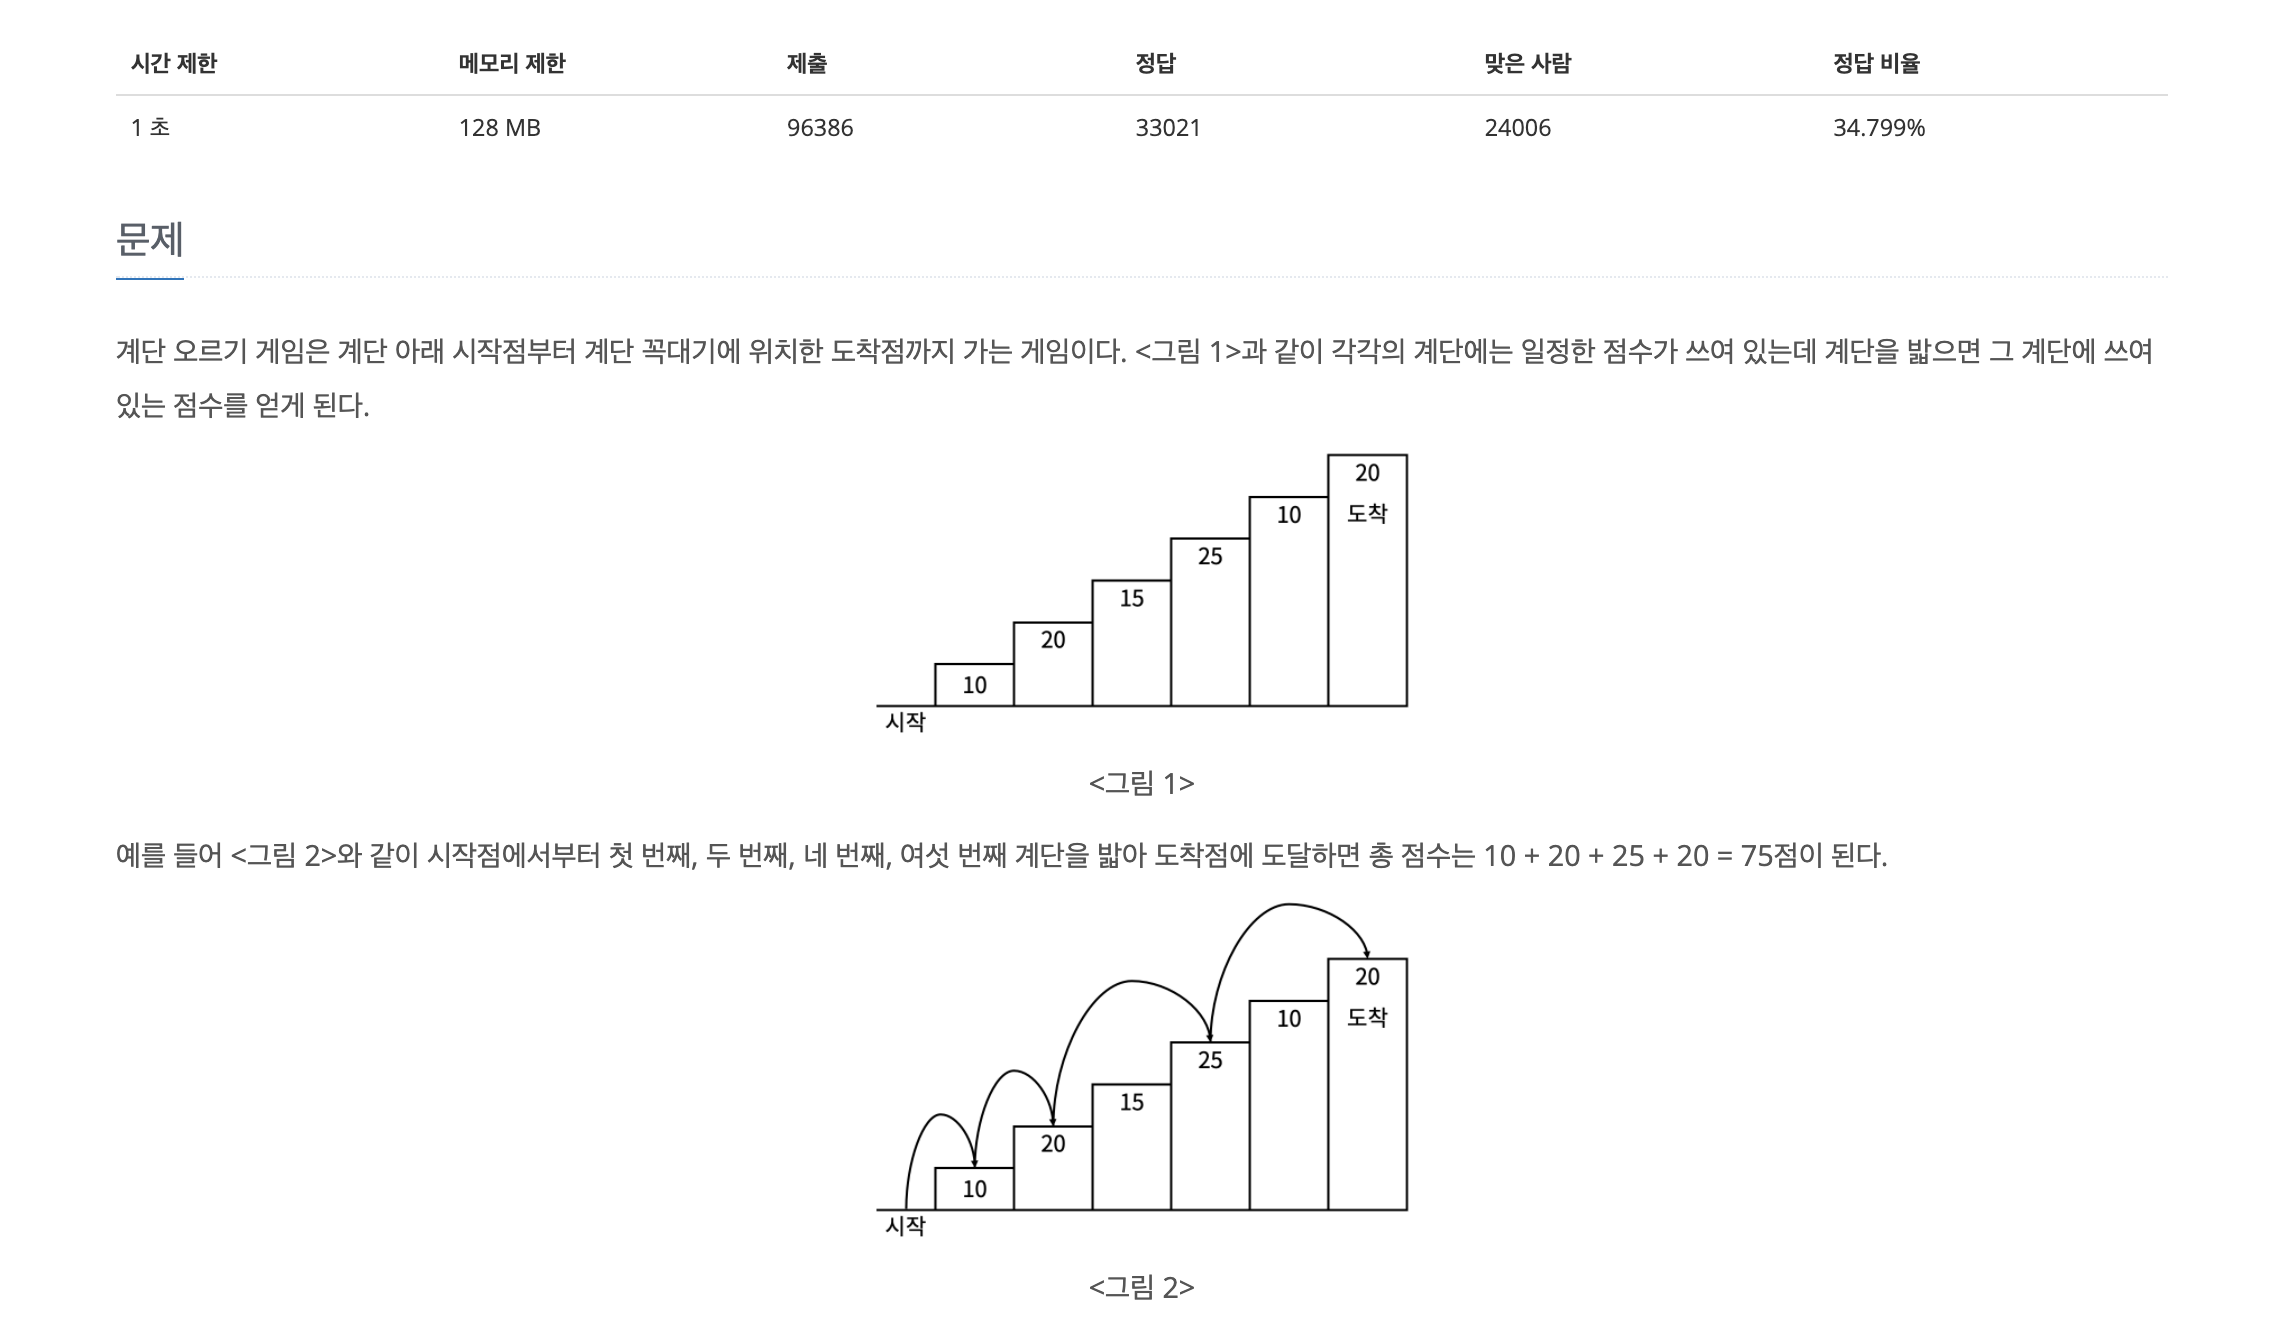 시간 제한 메모리 제한 제출 정답 맞은 사람 정답 비율
1 초 128 MB 96386 33021 24006 34.799%
문제
계단 오르기 게임은 계단 아래 시작점부터 계단 꼭대기에 위치한 도착점까지 가는 게임이다. <그림 1>과 같이 각각의 계단에는 일정한 점수가 쓰여 있는데 계단을 밟으면 그 계단에 쓰여
있는 점수를 얻게 된다.
20
도착
10
25
15
20
10
시작
<그림 1>
예를 들어 <그림 2>와 같이 시작점에서부터 첫 번째, 두 번째, 네 번째, 여섯 번째 계단을 밟아 도착점에 도달하면 총 점수는 10 + 20 + 25 + 20 = 75점이 된다.
20
도착
10
25
15
20
10
시작
<그림 2>